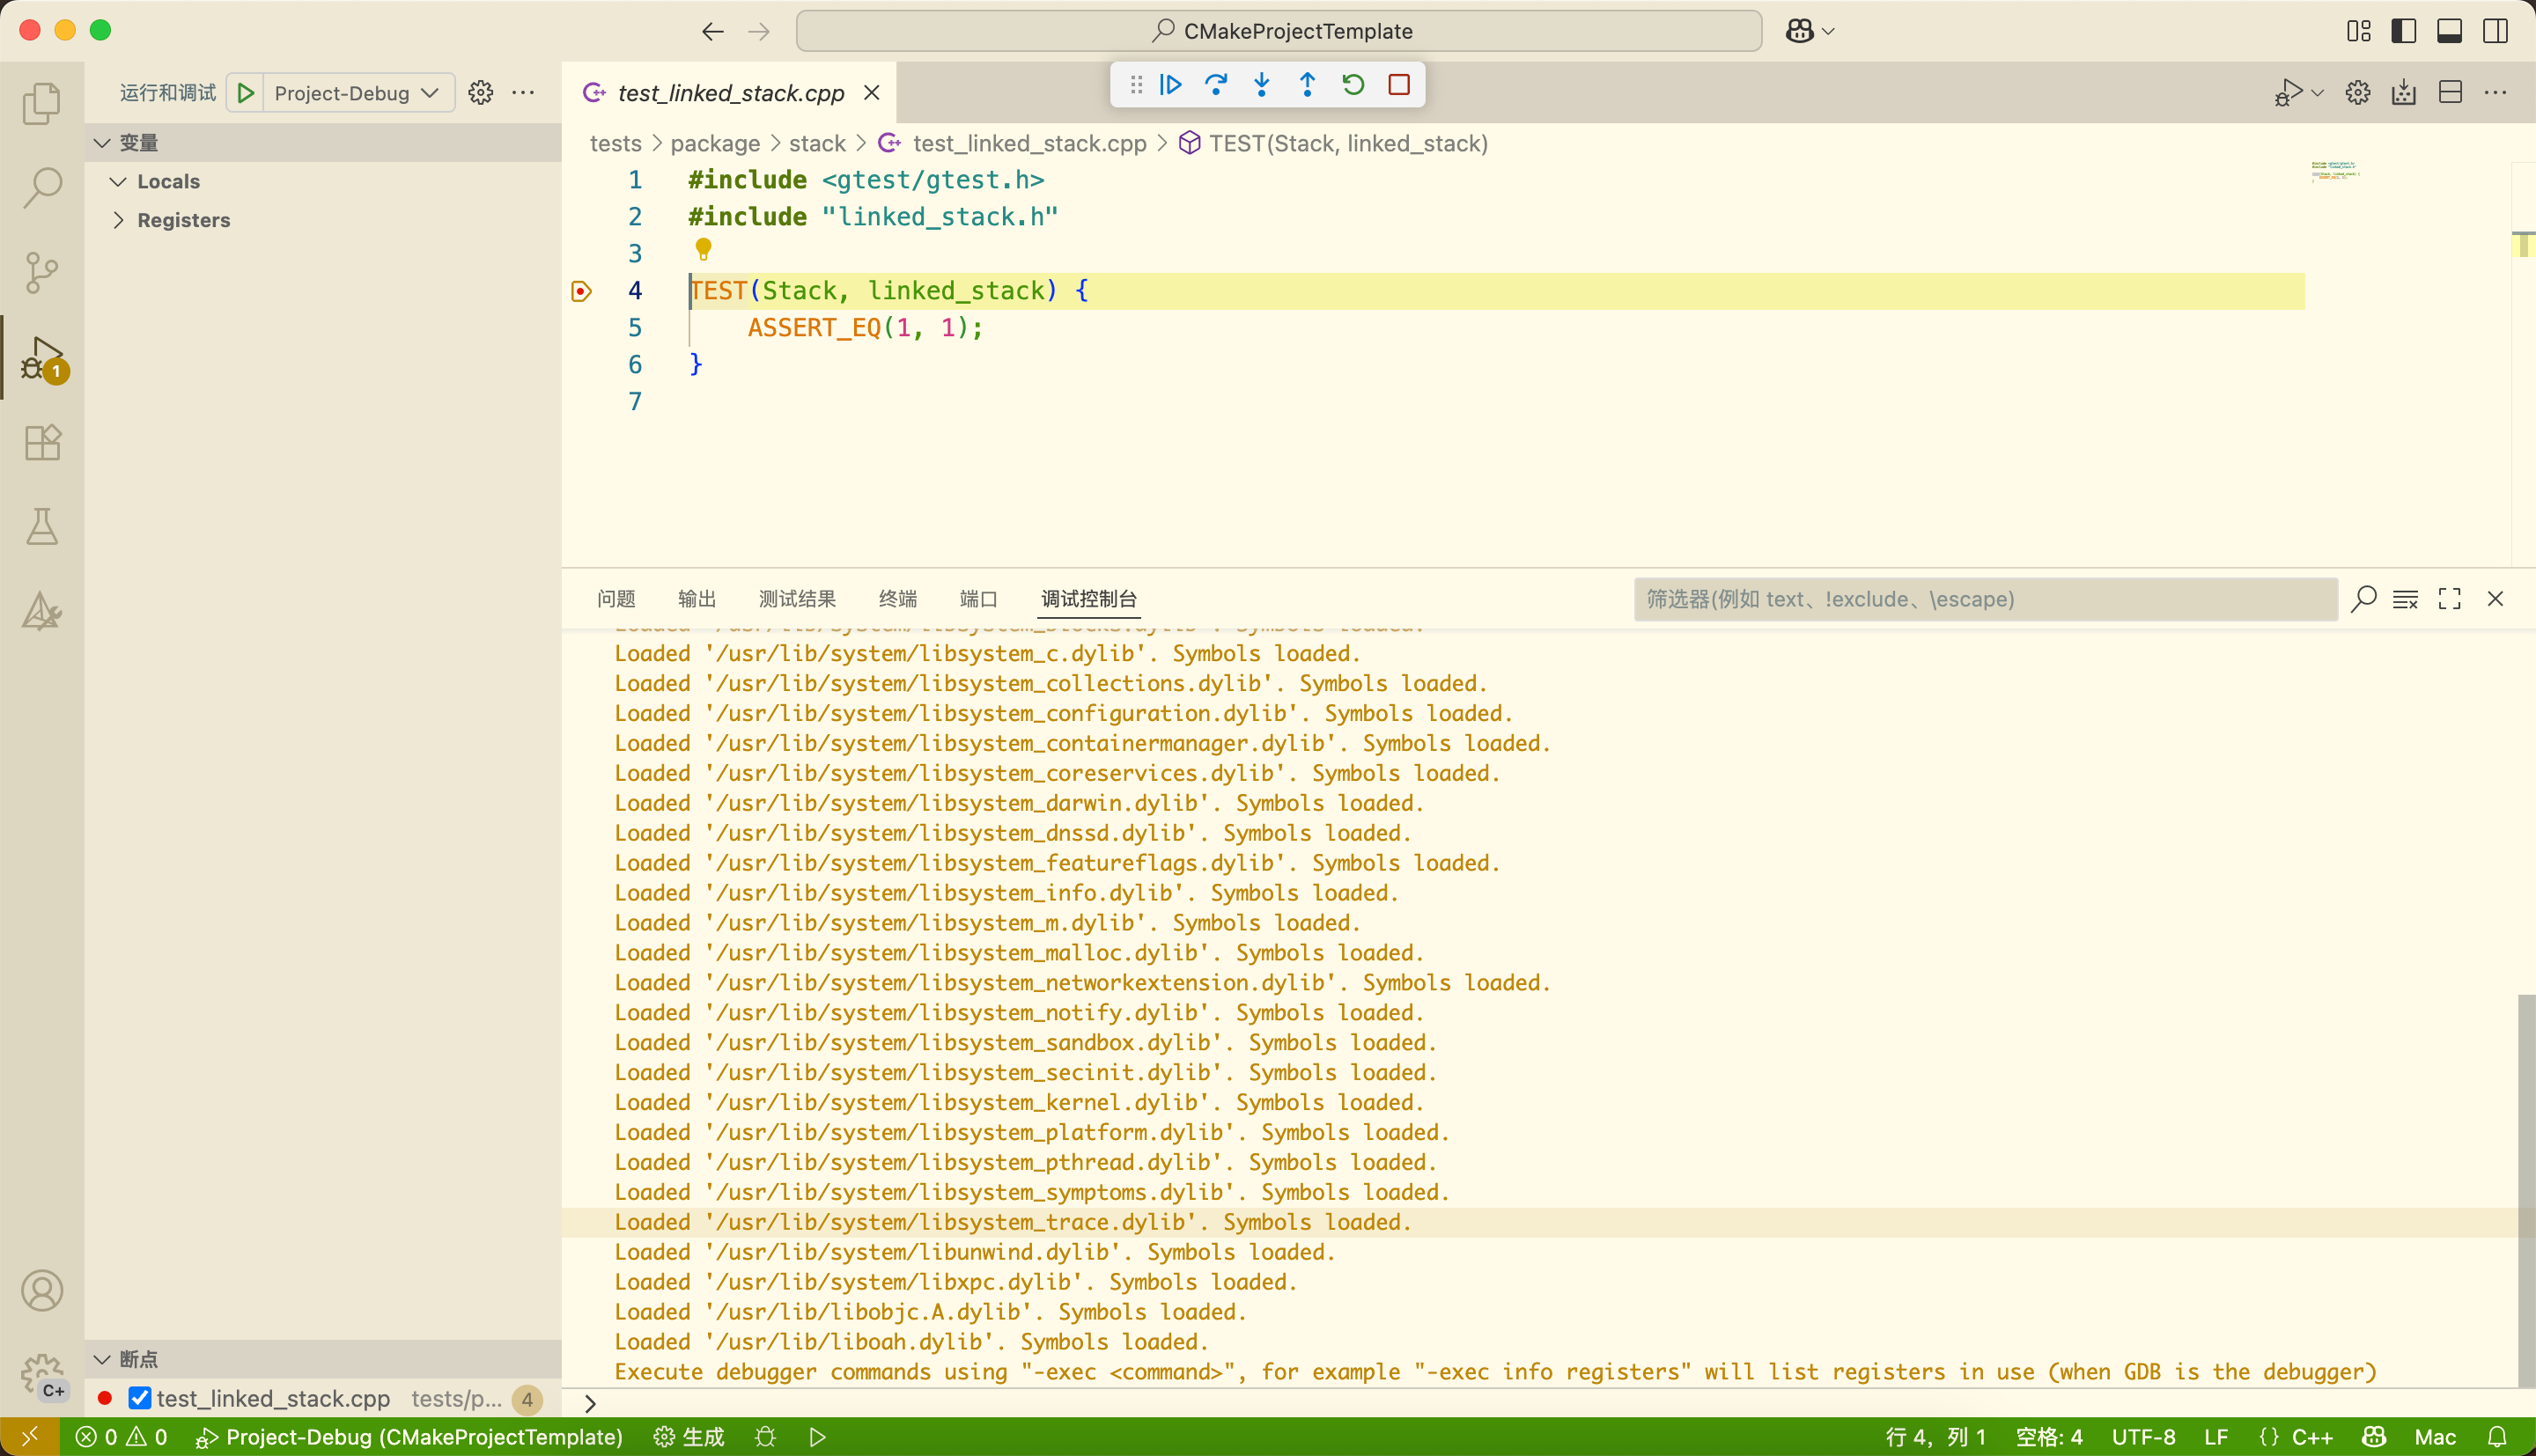 CMakeProjectTemplate
运行和调试
Project-Debug
变量
Locals
Registers
断点
test_linked_stack.cpp tests/p... 4
1
C+
test_linked_stack.cpp
tests > package > stack > test_linked_stack.cpp > TEST(Stack, linked_stack)
1 #include <gtest/gtest.h>
2 #include "linked_stack.h"
3
4 TEST(Stack, linked_stack) {
5 ASSERT_EQ(1, 1);
6 }
7
问题 输出 测试结果 终端 端口 调试控制台
筛选器(例如 text、!exclude、\escape)
Loaded '/usr/lib/system/libsystem_blocks.dylib'. Symbols loaded.
Loaded '/usr/lib/system/libsystem_c.dylib'. Symbols loaded.
Loaded '/usr/lib/system/libsystem_collections.dylib'. Symbols loaded.
Loaded '/usr/lib/system/libsystem_configuration.dylib'. Symbols loaded.
Loaded '/usr/lib/system/libsystem_containermanager.dylib'. Symbols loaded.
Loaded '/usr/lib/system/libsystem_coreservices.dylib'. Symbols loaded.
Loaded '/usr/lib/system/libsystem_darwin.dylib'. Symbols loaded.
Loaded '/usr/lib/system/libsystem_dnssd.dylib'. Symbols loaded.
Loaded '/usr/lib/system/libsystem_featureflags.dylib'. Symbols loaded.
Loaded '/usr/lib/system/libsystem_info.dylib'. Symbols loaded.
Loaded '/usr/lib/system/libsystem_m.dylib'. Symbols loaded.
Loaded '/usr/lib/system/libsystem_malloc.dylib'. Symbols loaded.
Loaded '/usr/lib/system/libsystem_networkextension.dylib'. Symbols loaded.
Loaded '/usr/lib/system/libsystem_notify.dylib'. Symbols loaded.
Loaded '/usr/lib/system/libsystem_sandbox.dylib'. Symbols loaded.
Loaded '/usr/lib/system/libsystem_secinit.dylib'. Symbols loaded.
Loaded '/usr/lib/system/libsystem_kernel.dylib'. Symbols loaded.
Loaded '/usr/lib/system/libsystem_platform.dylib'. Symbols loaded.
Loaded '/usr/lib/system/libsystem_pthread.dylib'. Symbols loaded.
Loaded '/usr/lib/system/libsystem_symptoms.dylib'. Symbols loaded.
Loaded '/usr/lib/system/libsystem_trace.dylib'. Symbols loaded.
Loaded '/usr/lib/system/libunwind.dylib'. Symbols loaded.
Loaded '/usr/lib/system/libxpc.dylib'. Symbols loaded.
Loaded '/usr/lib/libobjc.A.dylib'. Symbols loaded.
Loaded '/usr/lib/liboah.dylib'. Symbols loaded.
Execute debugger commands using "-exec <command>", for example "-exec info registers" will list registers in use (when GDB is the debugger)
0 0 Project-Debug (CMakeProjectTemplate) 生成 行 4，列 1 空格: 4 UTF-8 LF {} C++ Mac